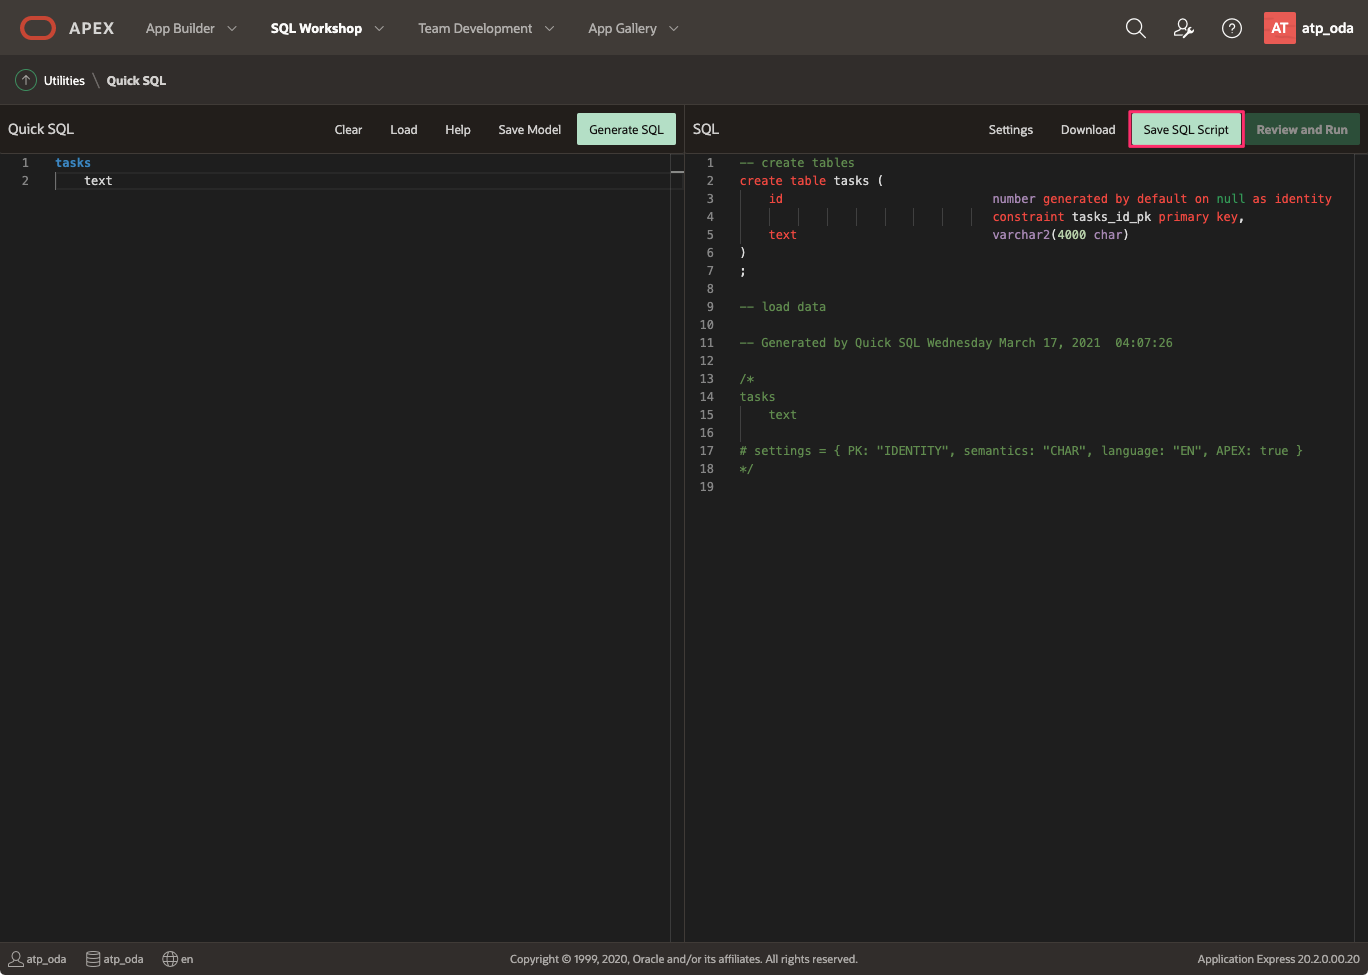 APEX App Builder SQL Workshop Team Development App Gallery AT atp_oda
Utilities \ Quick SQL
Quick SQL Clear Load Help Save Model Generate SQL
1 tasks
2 text
SQL Settings Download Save SQL Script Review and Run
1 -- create tables
2 create table tasks (
3 id number generated by default on null as identity
4 constraint tasks_id_pk primary key,
5 text varchar2(4000 char)
6 )
7 ;
8
9 -- load data
10
11 -- Generated by Quick SQL Wednesday March 17, 2021  04:07:26
12
13 /*
14 tasks
15 text
16
17 # settings = { PK: "IDENTITY", semantics: "CHAR", language: "EN", APEX: true }
18 */
19
atp_oda atp_oda en Copyright © 1999, 2020, Oracle and/or its affiliates. All rights reserved. Application Express 20.2.0.00.20